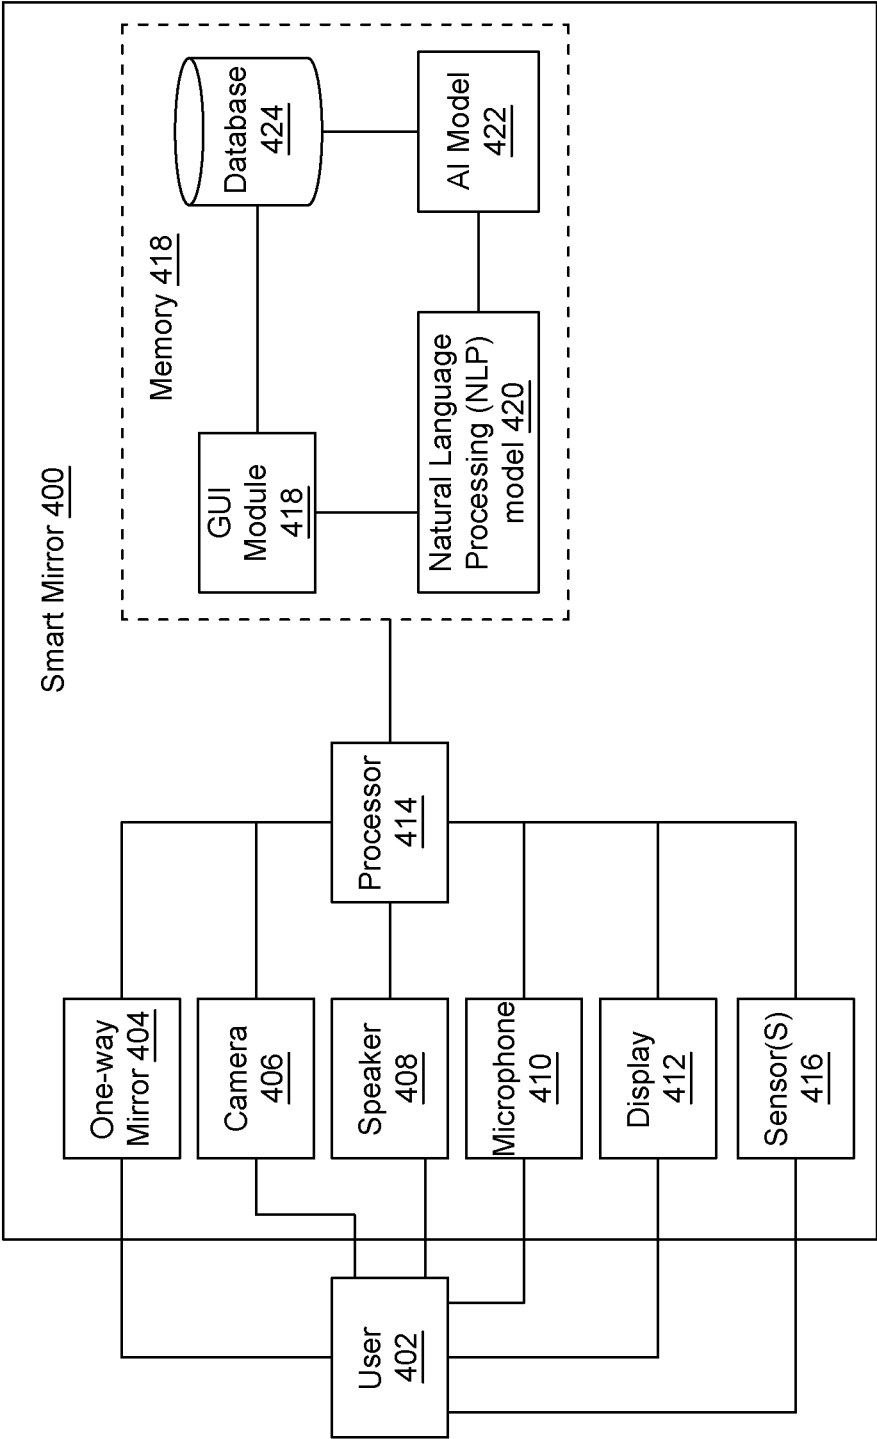 Smart Mirror 400
User
402
One-way
Mirror 404
Camera
406
Speaker
408
Microphone
410
Display
412
Sensor(S)
416
Processor
414
Memory 418
GUI
Module
418
Database
424
Natural Language
Processing (NLP)
model 420
AI Model
422